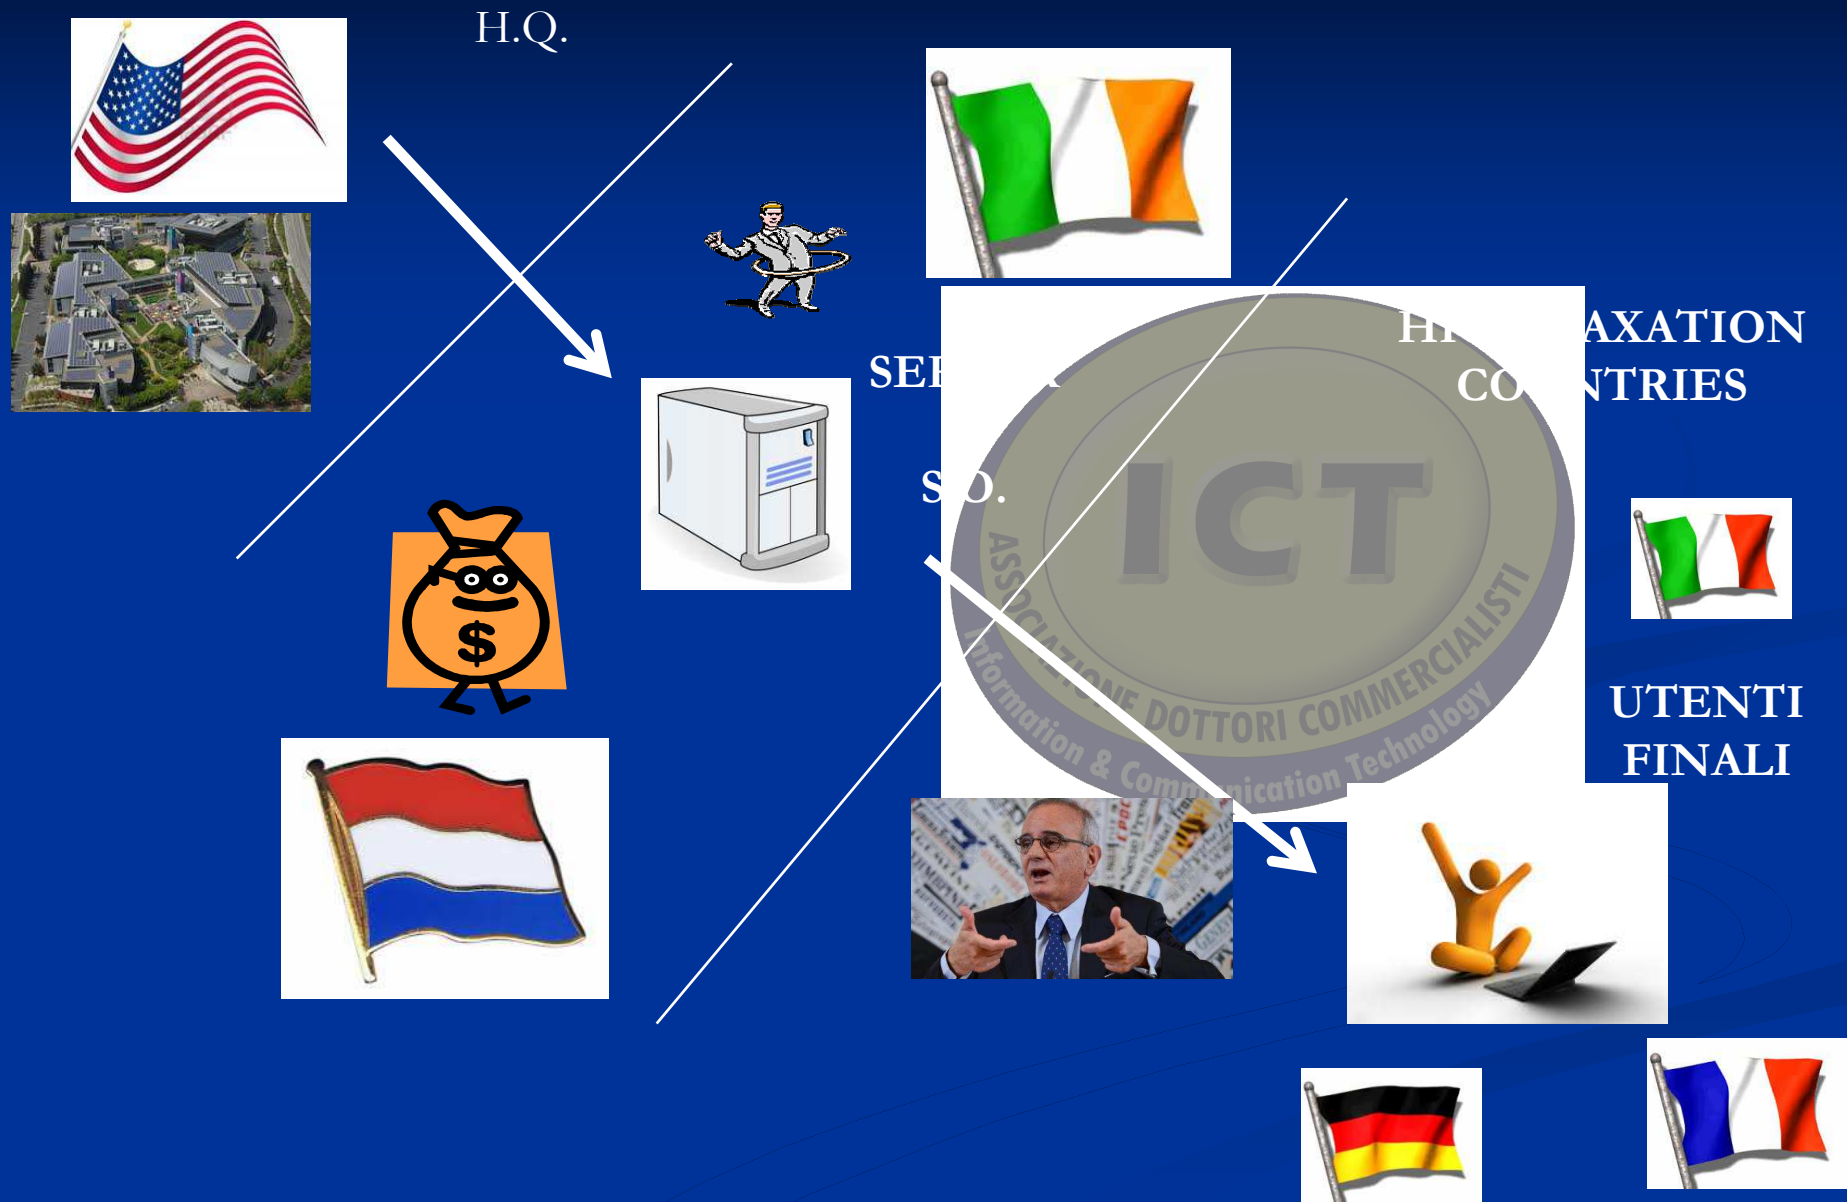 H.Q.
AXATION
NTRIES
S.O.
ICT
ASSOCIAZIONE DOTTORI COMMERCIALISTI
Information & Communication Technology
UTENTI
FINALI
$